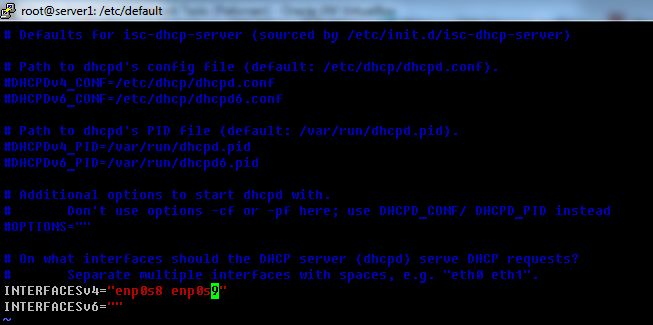 root@server1: /etc/default
# Defaults for isc-dhcp-server (sourced by /etc/init.d/isc-dhcp-server)
# Path to dhcpd's config file (default: /etc/dhcp/dhcpd.conf).
#DHCPDv4_CONF=/etc/dhcp/dhcpd.conf
#DHCPDv6_CONF=/etc/dhcp/dhcpd6.conf
# Path to dhcpd's PID file (default: /var/run/dhcpd.pid).
#DHCPDv4_PID=/var/run/dhcpd.pid
#DHCPDv6_PID=/var/run/dhcpd6.pid
# Additional options to start dhcpd with.
#       Don't use options -cf or -pf here; use DHCPD_CONF/ DHCPD_PID instead
#OPTIONS=""
# On what interfaces should the DHCP server (dhcpd) serve DHCP requests?
#       Separate multiple interfaces with spaces, e.g. "eth0 eth1".
INTERFACESv4="enp0s8 enp0s9"
INTERFACESv6=""
~